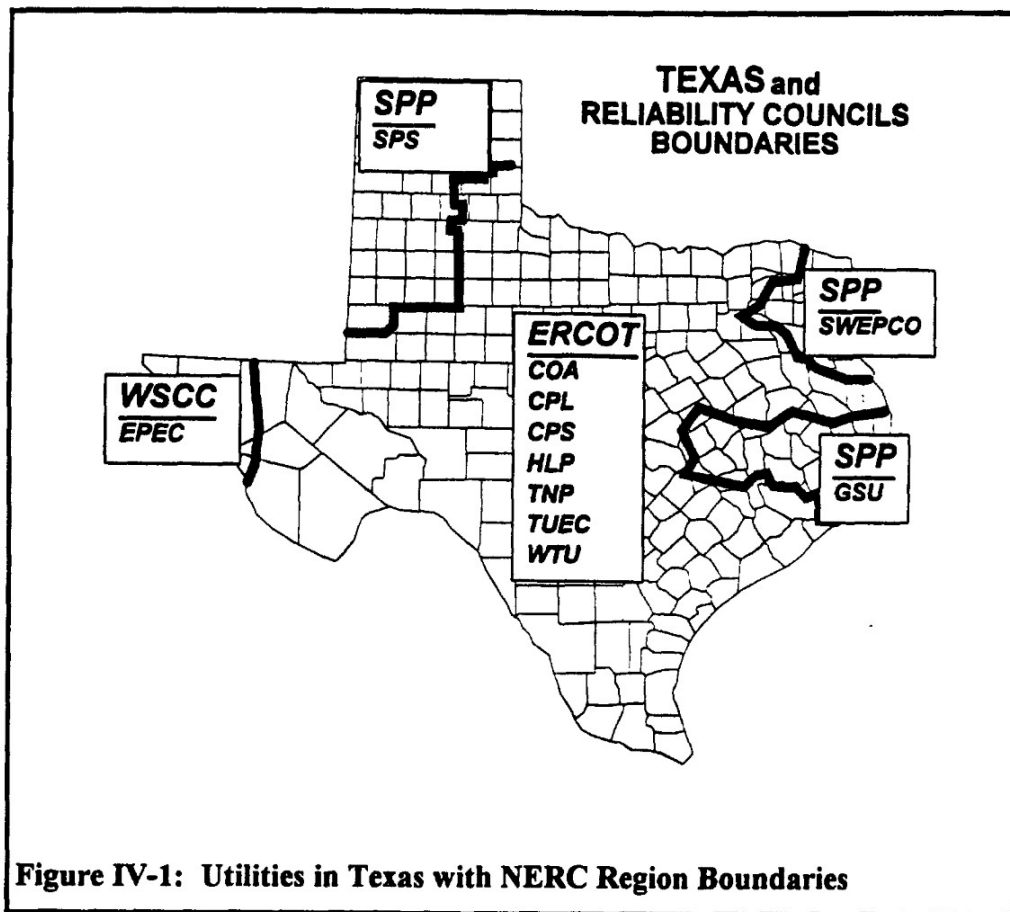 TEXAS and
RELIABILITY COUNCILS
BOUNDARIES
SPP
SPS
SPP
SWEPCO
ERCOT
COA
CPL
CPS
HLP
TNP
TUEC
WTU
WSCC
EPEC
SPP
GSU
Figure IV-1: Utilities in Texas with NERC Region Boundaries